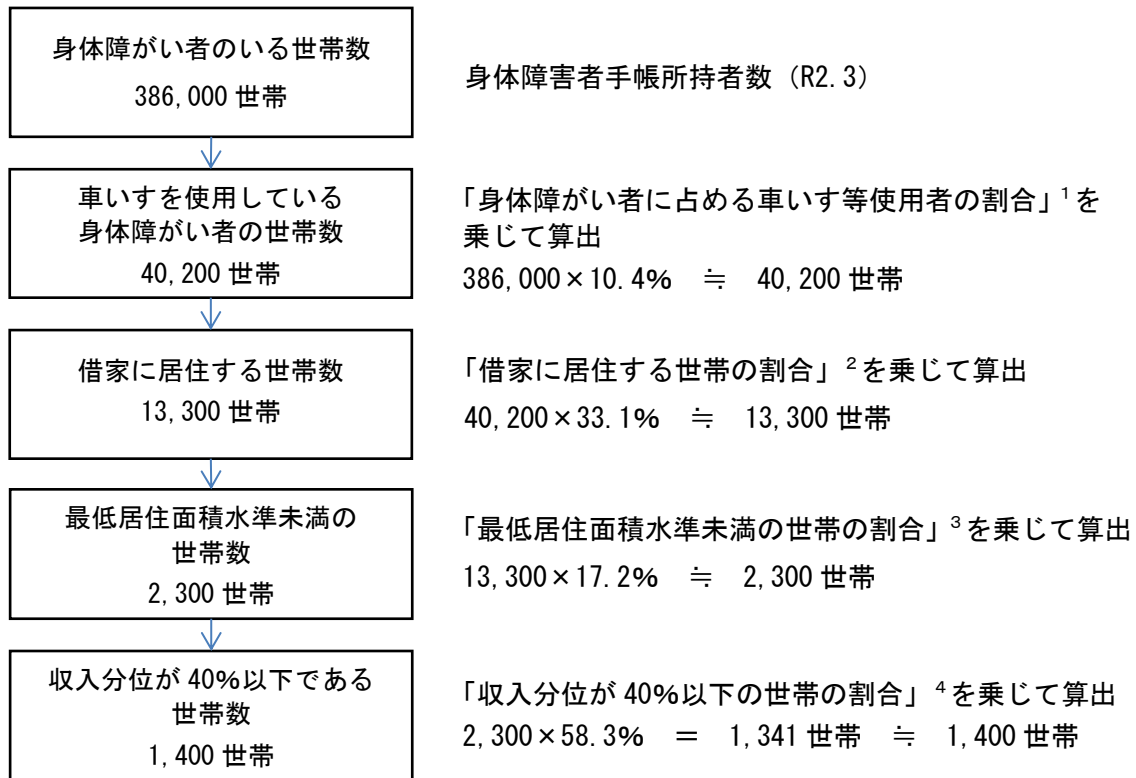 身体障がい者のいる世帯数
386,000 世帯
身体障害者手帳所持者数（R2.3）
車いすを使用している
身体障がい者の世帯数
40,200 世帯
「身体障がい者に占める車いす等使用者の割合」1を
乗じて算出
386,000×10.4% ≒ 40,200 世帯
借家に居住する世帯数
13,300 世帯
「借家に居住する世帯の割合」2を乗じて算出
40,200×33.1% ≒ 13,300 世帯
最低居住面積水準未満の
世帯数
2,300 世帯
「最低居住面積水準未満の世帯の割合」3を乗じて算出
13,300×17.2% ≒ 2,300 世帯
収入分位が 40%以下である
世帯数
1,400 世帯
「収入分位が 40%以下の世帯の割合」4を乗じて算出
2,300×58.3% ＝ 1,341 世帯 ≒ 1,400 世帯